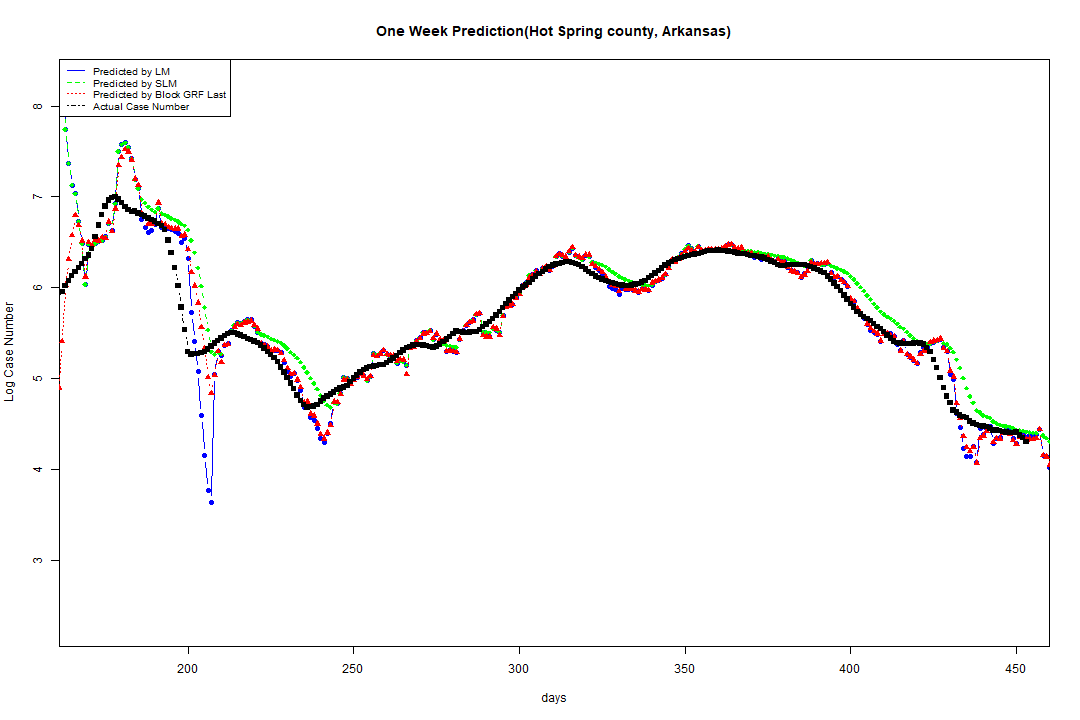 One Week Prediction(Hot Spring county, Arkansas)
Predicted by LM
Predicted by SLM
Predicted by Block GRF Last
Actual Case Number
8
7
6
5
4
3
Log Case Number
200 250 300 350 400 450
days